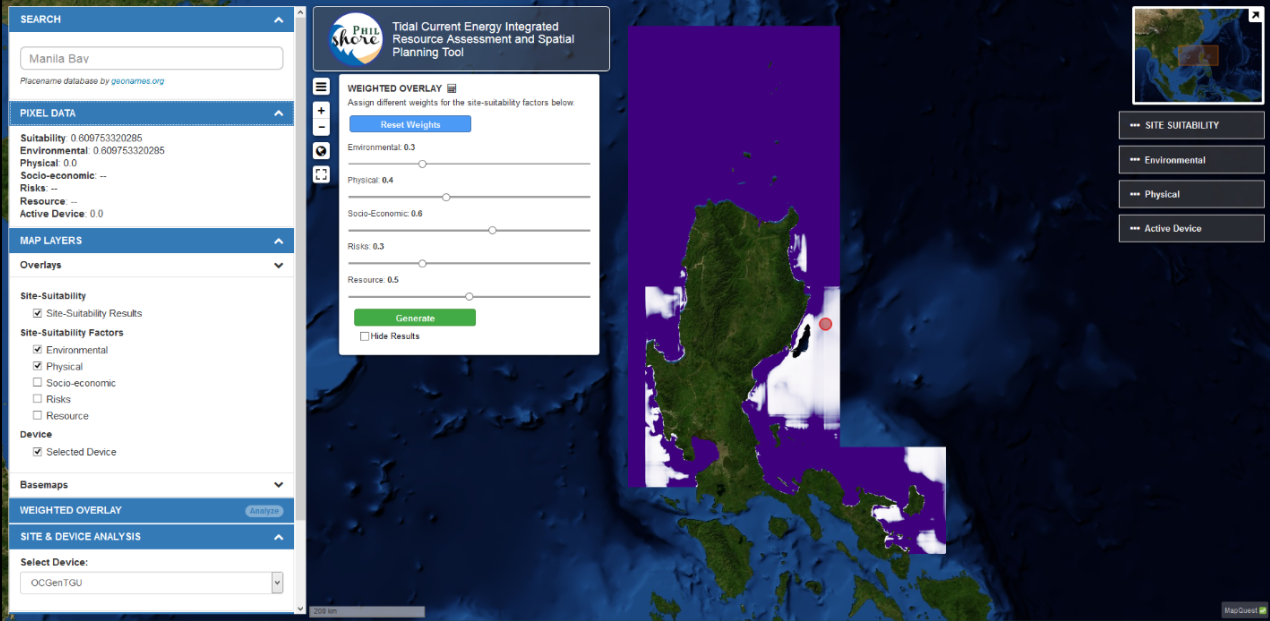 SEARCH
Manila Bay
Placename database by geonames.org
PIXEL DATA
Suitability: 0.609753320285
Environmental: 0.609753320285
Physical: 0.0
Socio-economic: --
Risks: --
Resource: --
Active Device: 0.0
MAP LAYERS
Overlays
Site-Suitability
Site-Suitability Results
Site-Suitability Factors
Environmental
Physical
Socio-economic
Risks
Resource
Device
Selected Device
Basemaps
WEIGHTED OVERLAY Analyze
SITE & DEVICE ANALYSIS
Select Device:
OCGenTGU
PHIL
shore
Tidal Current Energy Integrated
Resource Assessment and Spatial
Planning Tool
WEIGHTED OVERLAY
Assign different weights for the site-suitability factors below.
Reset Weights
Environmental: 0.3
Physical: 0.4
Socio-Economic: 0.6
Risks: 0.3
Resource: 0.5
Generate
Hide Results
200 km
SITE SUITABILITY
Environmental
Physical
Active Device
MapQuest